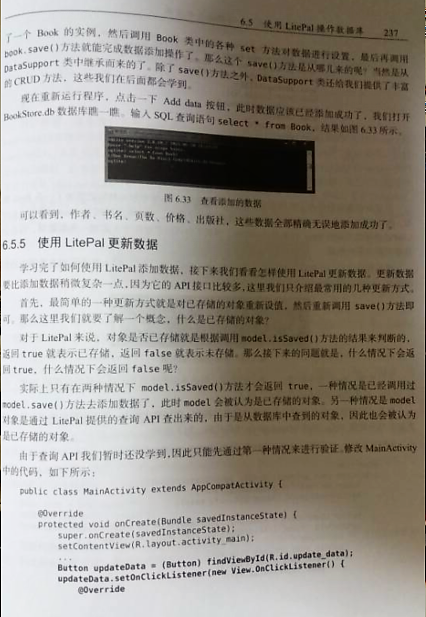 6.5 使用 LitePal 操作数据库 237
了一个 Book 的实例，然后调用 Book 类中的各种 set 方法对数据进行设置，最后再调用
book.save()方法就能完成数据添加操作了。那么这个 save()方法是从哪儿来的呢？当然是从
DataSupport 类中继承而来的了。除了 save()方法之外，DataSupport 类还给我们提供了丰富
的 CRUD 方法，这些我们在后面都会学到。
现在重新运行程序，点击一下 Add data 按钮，此时数据应该已经添加成功了，我们打开
BookStore.db 数据库瞧一瞧。输入 SQL 查询语句 select * from Book，结果如图 6.33 所示。
图 6.33 查看添加的数据
可以看到，作者、书名、页数、价格、出版社，这些数据全部精确无误地添加成功了。
6.5.5 使用 LitePal 更新数据
学习完了如何使用 LitePal 添加数据，接下来我们看看怎样使用 LitePal 更新数据。更新数据
要比添加数据稍微复杂一点，因为它的 API 接口比较多，这里我们只介绍最常用的几种更新方式。
首先，最简单的一种更新方式就是对已存储的对象重新设值，然后重新调用 save()方法即
可。那么这里我们就要了解一个概念，什么是已存储的对象？
对于 LitePal 来说，对象是否已存储就是根据调用 model.isSaved()方法的结果来判断的，
返回 true 就表示已存储，返回 false 就表示未存储。那么接下来的问题就是，什么情况下会返
回 true，什么情况下会返回 false 呢？
实际上只有在两种情况下 model.isSaved()方法才会返回 true，一种情况是已经调用过
model.save()方法去添加数据了，此时 model 会被认为是已存储的对象。另一种情况是 model
对象是通过 LitePal 提供的查询 API 查出来的，由于是从数据库中查到的对象，因此也会被认为
是已存储的对象。
由于查询 API 我们暂时还没学到，因此只能先通过第一种情况来进行验证。修改 MainActivity
中的代码，如下所示：
public class MainActivity extends AppCompatActivity {
@Override
protected void onCreate(Bundle savedInstanceState) {
super.onCreate(savedInstanceState);
setContentView(R.layout.activity_main);
...
Button updateData = (Button) findViewById(R.id.update_data);
updateData.setOnClickListener(new View.OnClickListener() {
@Override